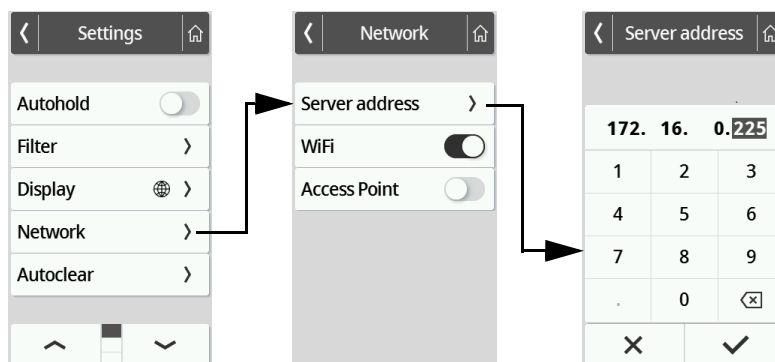 Settings
Autohold
Filter
Display
Network
Autoclear
Network
Server address
WiFi
Access Point
Server address
172. 16. 0.225
1 2 3
4 5 6
7 8 9
. 0